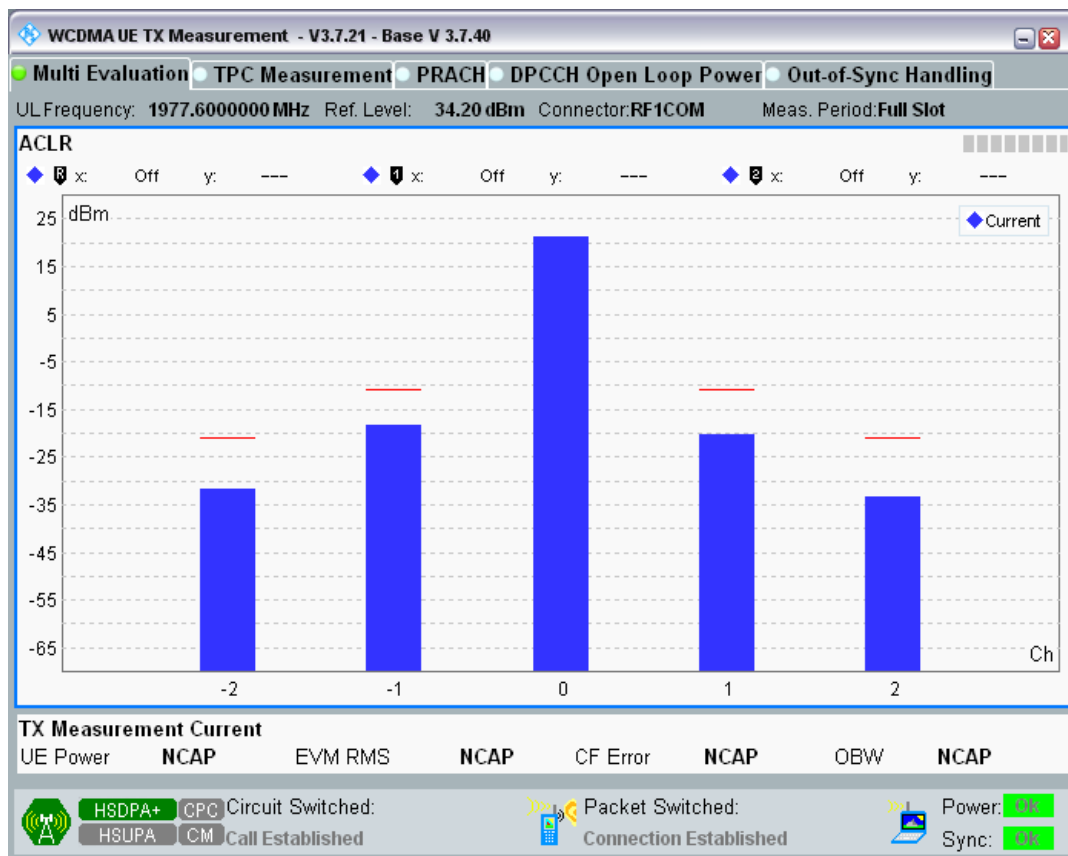 WCDMA UE TX Measurement - V3.7.21 - Base V 3.7.40
Multi Evaluation TPC Measurement PRACH DPCCH Open Loop Power Out-of-Sync Handling
UL Frequency: 1977.6000000 MHz Ref. Level: 34.20 dBm Connector:RF1COM Meas. Period:Full Slot
ACLR
R x: Off y: --- 1 x: Off y: --- 2 x: Off y: ---
dBm
Current
25
15
5
-5
-15
-25
-35
-45
-55
-65
Ch
-2 -1 0 1 2
TX Measurement Current
UE Power NCAP EVM RMS NCAP CF Error NCAP OBW NCAP
HSDPA+ CPC Circuit Switched: Packet Switched: Power: OK
HSUPA CM Call Established Connection Established Sync: OK